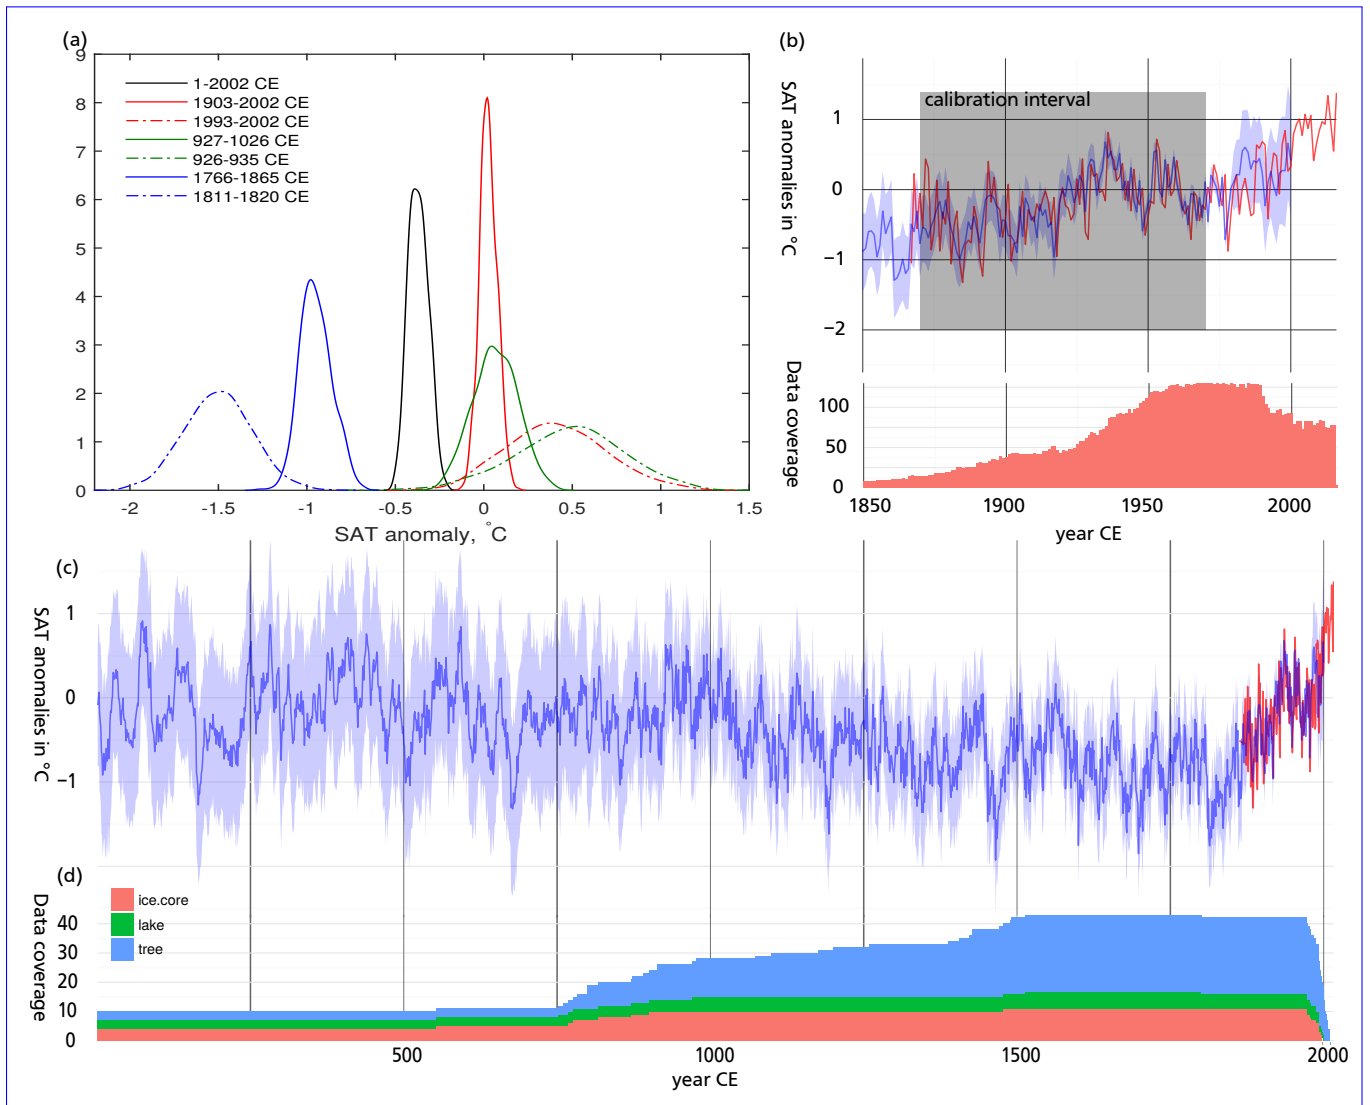 (a)
9
8
7
6
5
4
3
2
1
0
1-2002 CE
1903-2002 CE
1993-2002 CE
927-1026 CE
926-935 CE
1766-1865 CE
1811-1820 CE
-2 -1.5 -1 -0.5 0 0.5 1 1.5
SAT anomaly, °C
(b)
SAT anomalies in °C
calibration interval
1
0
−1
−2
Data coverage
100
50
0
1850 1900 1950 2000
year CE
(c)
SAT anomalies in °C
1
0
−1
(d)
Data coverage
ice.core
lake
tree
40
30
20
10
0
500 1000 1500 2000
year CE